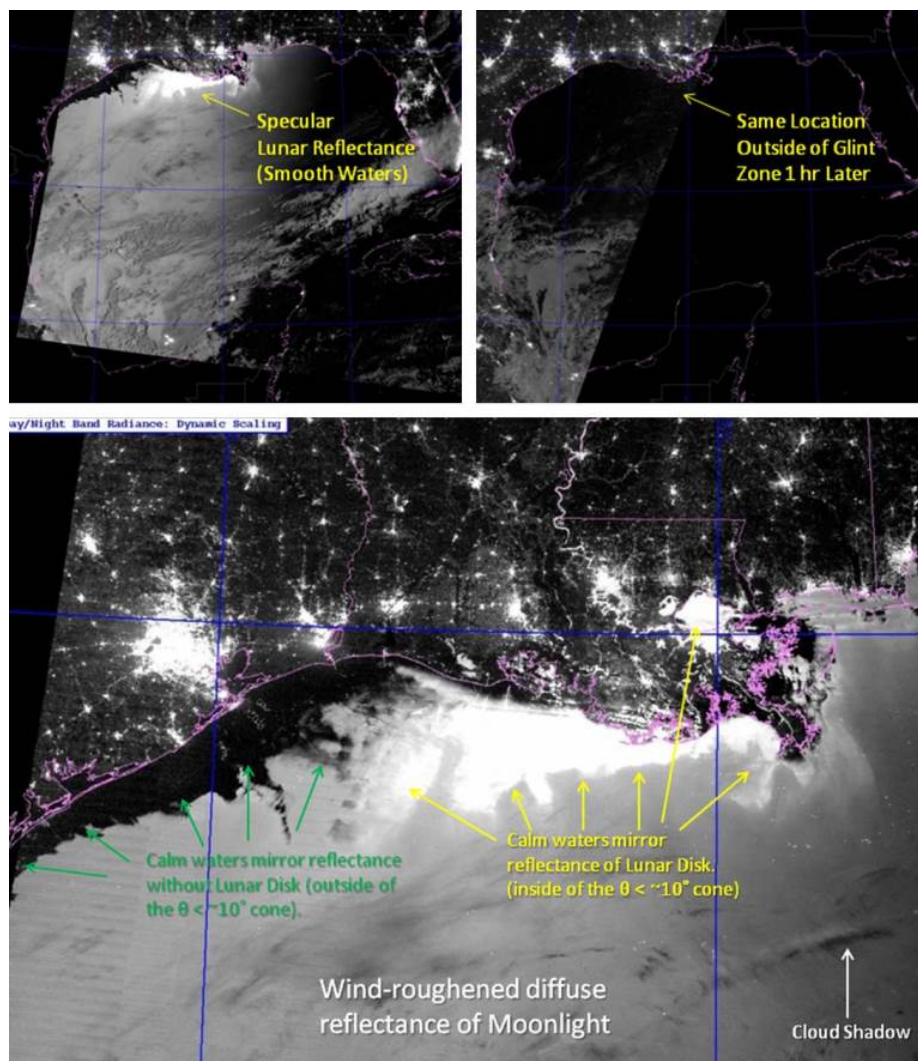 Specular
Lunar Reflectance
(Smooth Waters)
Same Location
Outside of Glint
Zone 1 hr Later
ay/Night Band Radiance: Dynamic Scaling
Calm waters mirror reflectance
without Lunar Disk (outside of
the θ < ~10˚ cone).
Calm waters mirror
reflectance of Lunar Disk.
(inside of the θ < ~10˚ cone)
Wind-roughened diffuse
reflectance of Moonlight
Cloud Shadow